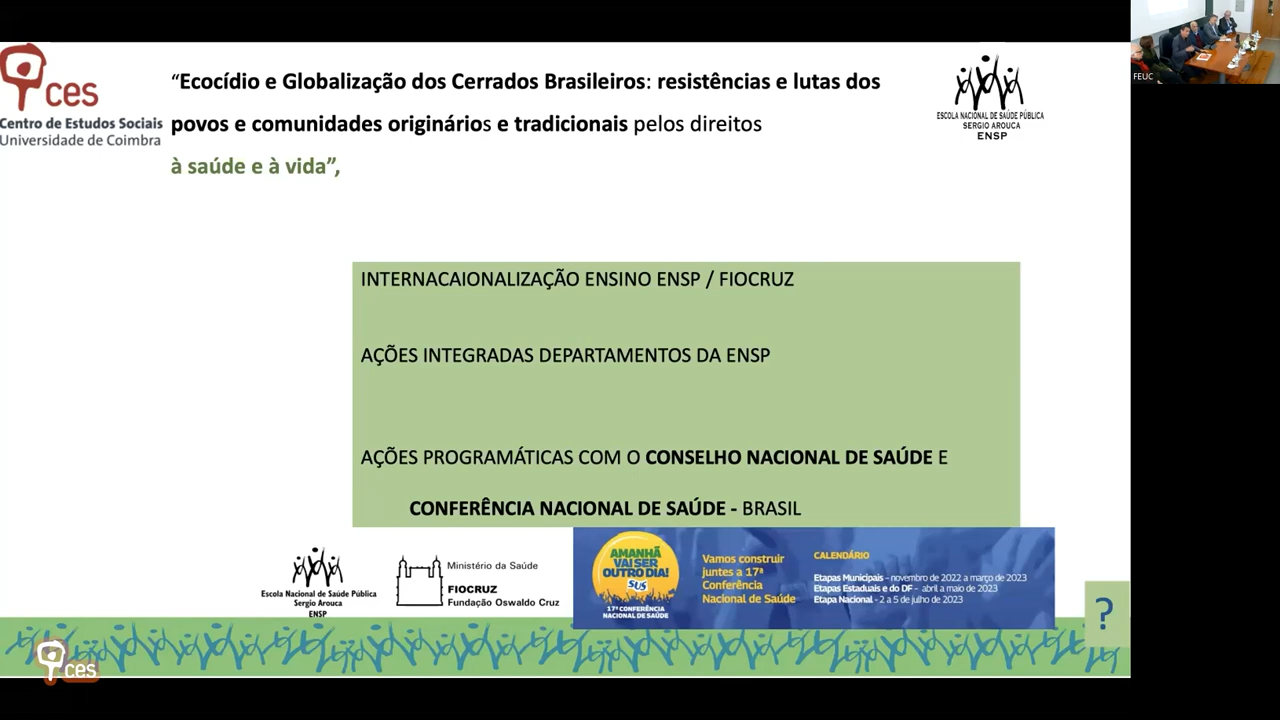 ces
Centro de Estudos Sociais
Universidade de Coimbra
“Ecocídio e Globalização dos Cerrados Brasileiros: resistências e lutas dos
povos e comunidades originários e tradicionais pelos direitos
à saúde e à vida”,
ESCOLA NACIONAL DE SAÚDE PÚBLICA
SERGIO AROUCA
ENSP
FEUC
INTERNACAIONALIZAÇÃO ENSINO ENSP / FIOCRUZ
AÇÕES INTEGRADAS DEPARTAMENTOS DA ENSP
AÇÕES PROGRAMÁTICAS COM O CONSELHO NACIONAL DE SAÚDE E
CONFERÊNCIA NACIONAL DE SAÚDE - BRASIL
Escola Nacional de Saúde Pública
Sergio Arouca
ENSP
Ministério da Saúde
FIOCRUZ
Fundação Oswaldo Cruz
AMANHÃ
VAI SER
OUTRO DIA!
SUS
17ª CONFERÊNCIA
NACIONAL DE SAÚDE
Vamos construir
juntes a 17ª
Conferência
Nacional de Saúde
CALENDÁRIO
Etapas Municipais – novembro de 2022 a março de 2023
Etapas Estaduais e do DF – abril a maio de 2023
Etapa Nacional - 2 a 5 de julho de 2023
?
ces